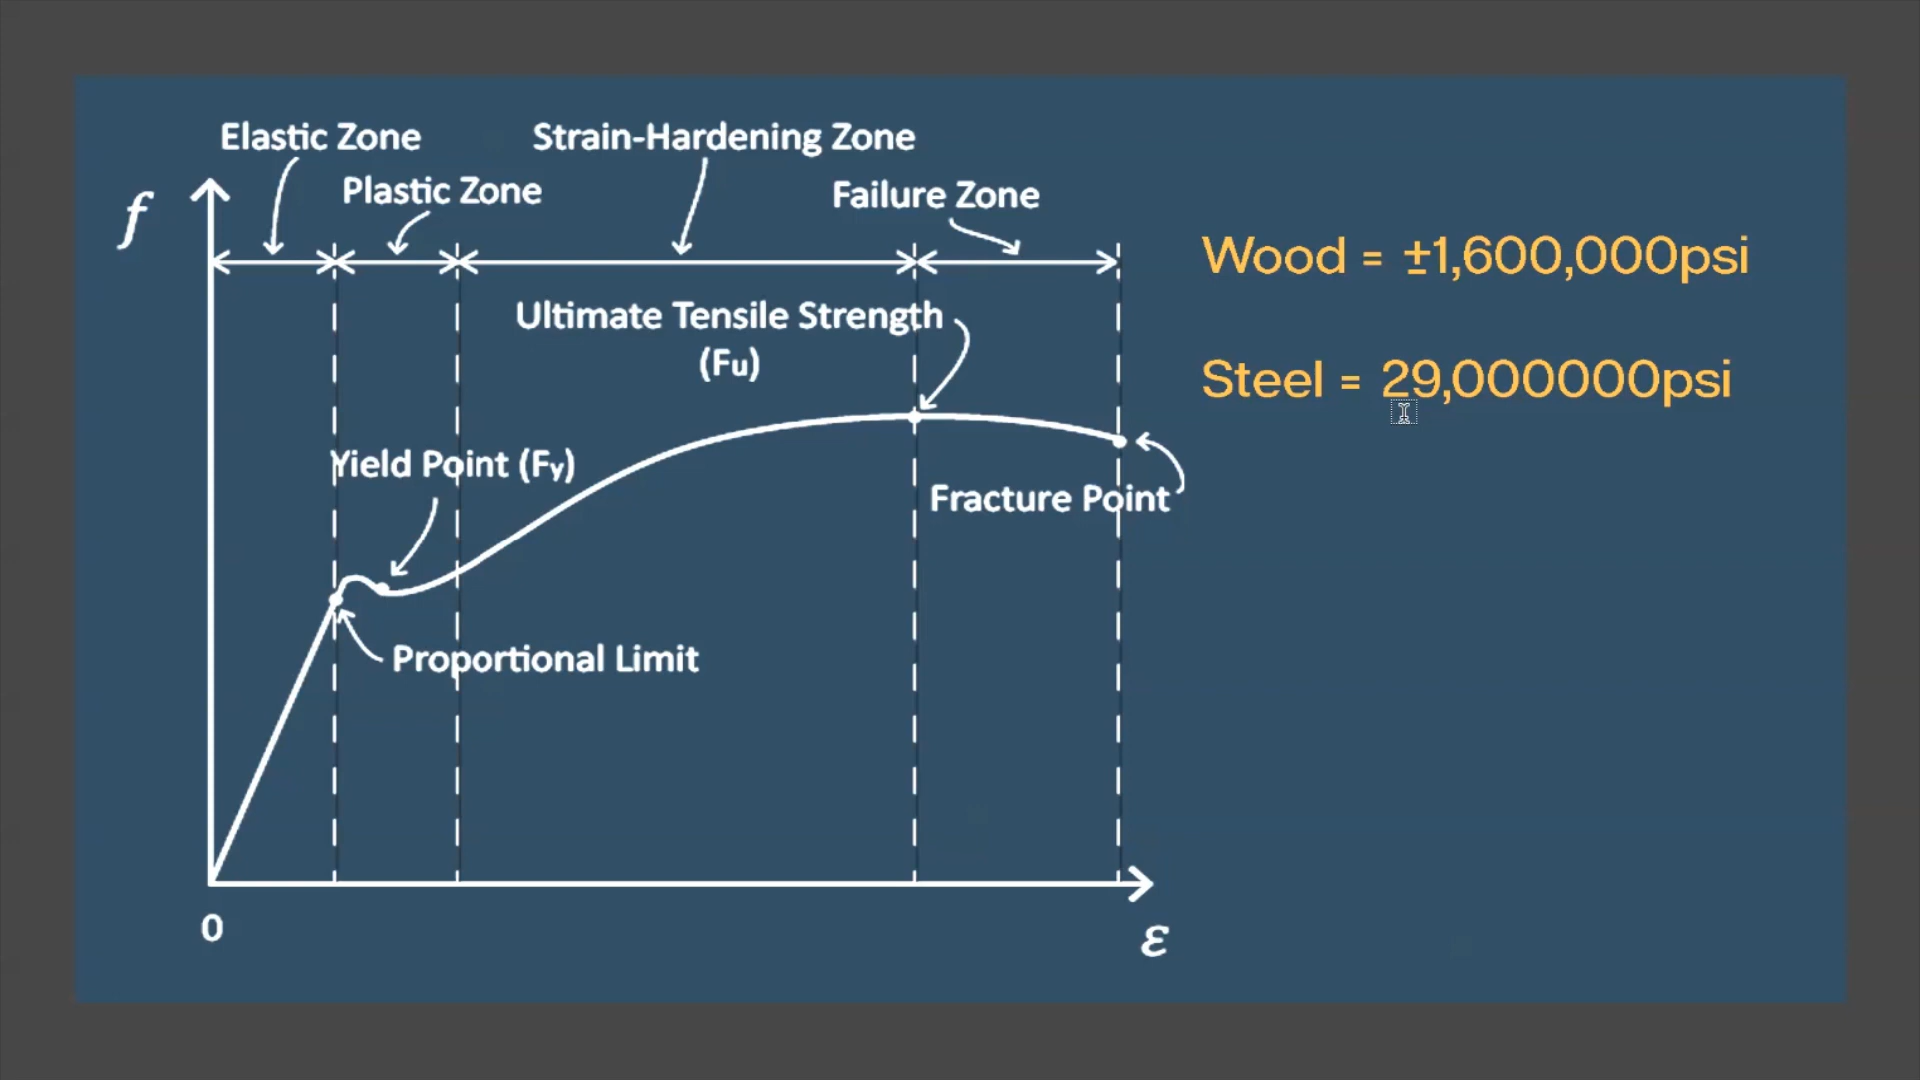 Elastic Zone
Strain-Hardening Zone
Plastic Zone
Failure Zone
f
Wood = ±1,600,000psi
Ultimate Tensile Strength
(Fu)
Steel = 29,000000psi
Yield Point (Fy)
Fracture Point
Proportional Limit
0
ε